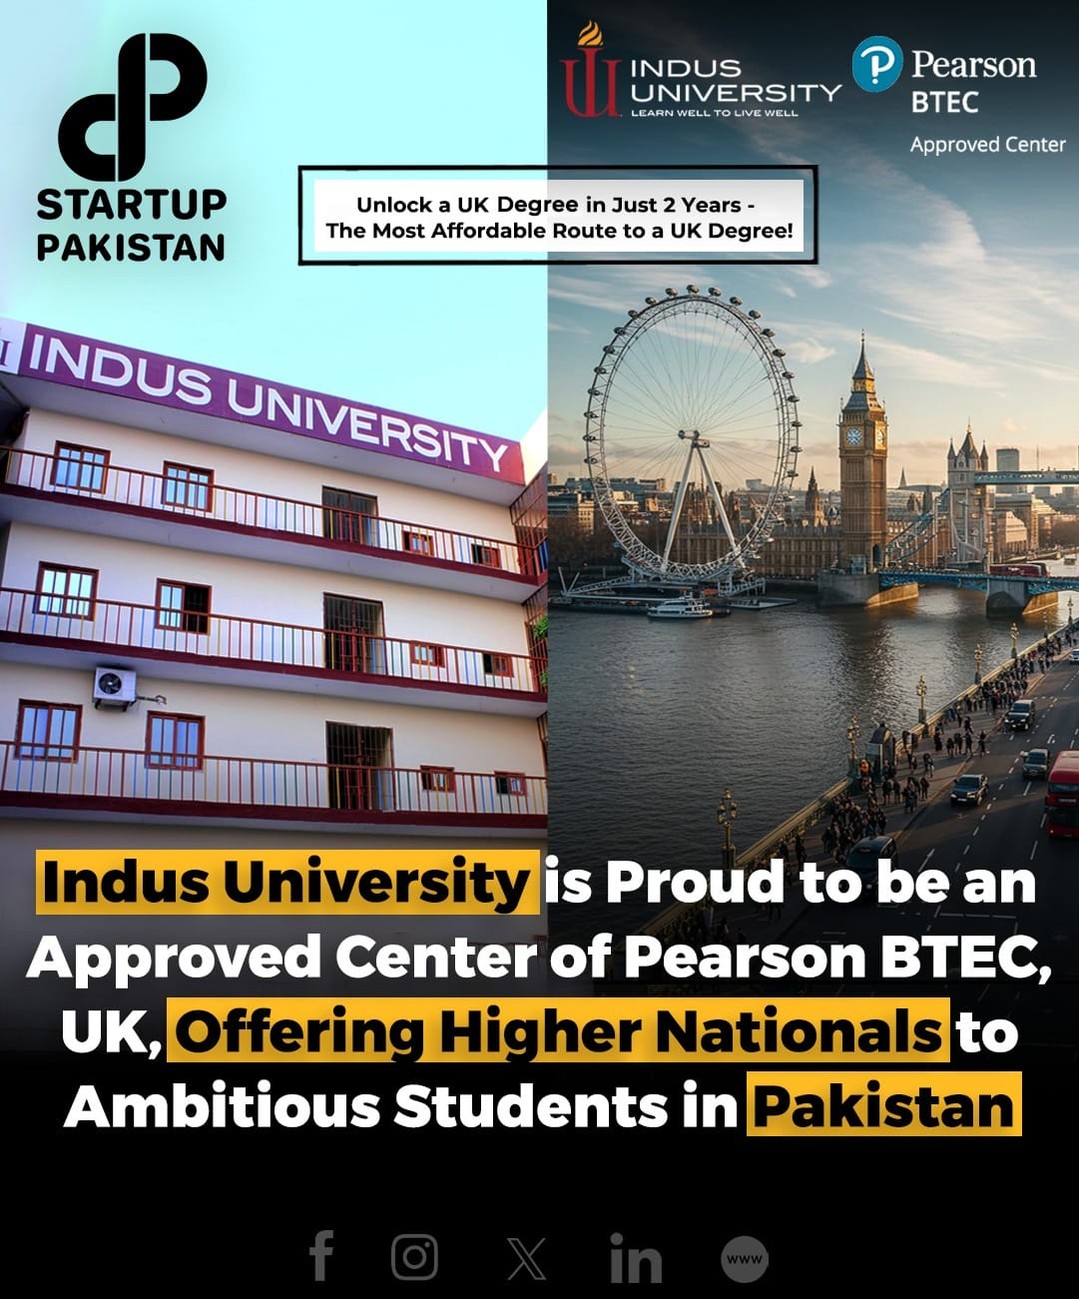 STARTUP
PAKISTAN
INDUS
UNIVERSITY
LEARN WELL TO LIVE WELL
Pearson
BTEC
Approved Center
Unlock a UK Degree in Just 2 Years -
The Most Affordable Route to a UK Degree!
INDUS UNIVERSITY
Indus University is Proud to be an
Approved Center of Pearson BTEC,
UK, Offering Higher Nationals to
Ambitious Students in Pakistan
www